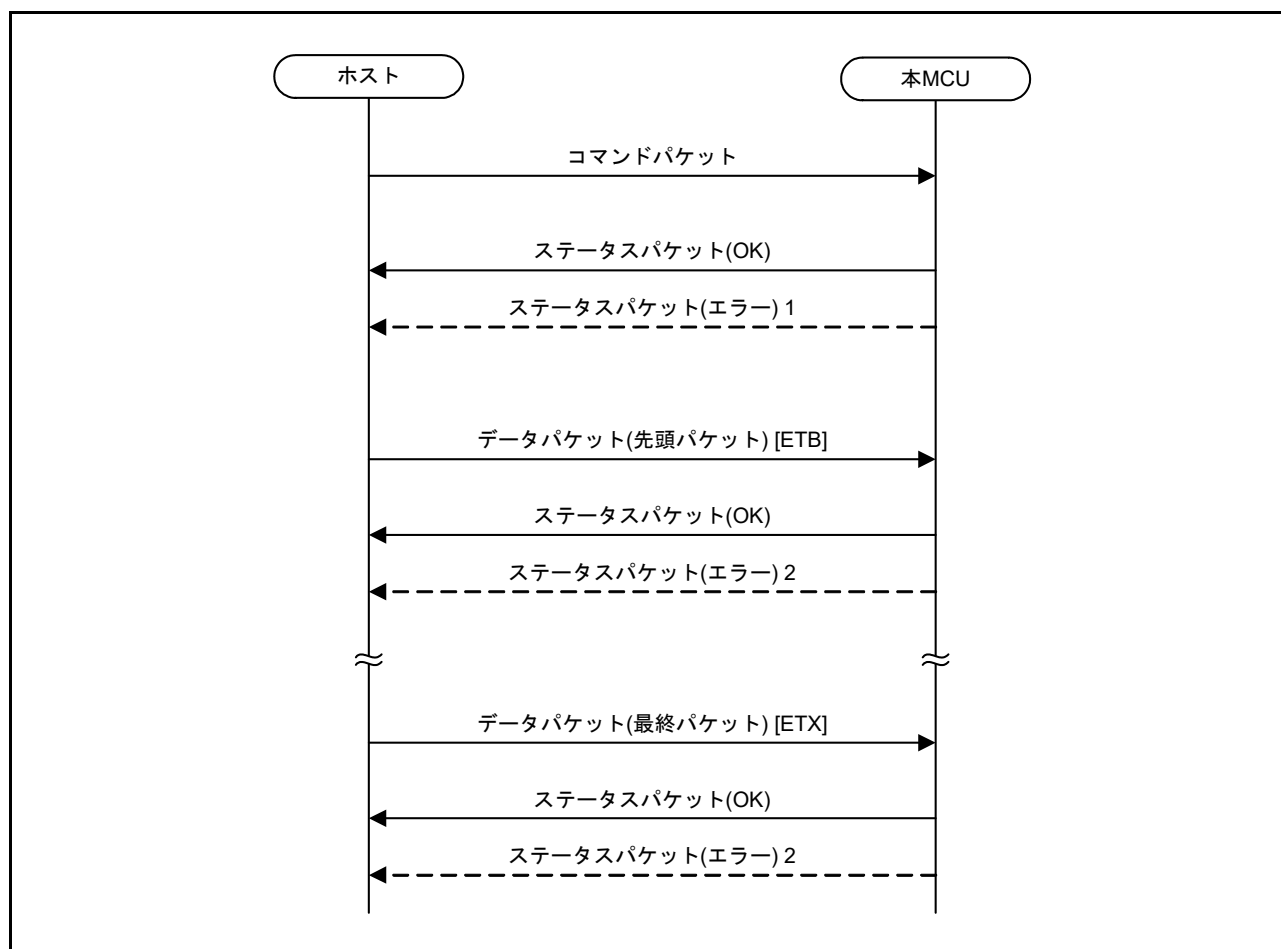 ホスト
本MCU
コマンドパケット
ステータスパケット(OK)
ステータスパケット(エラー) 1
データパケット(先頭パケット) [ETB]
ステータスパケット(OK)
ステータスパケット(エラー) 2
データパケット(最終パケット) [ETX]
ステータスパケット(OK)
ステータスパケット(エラー) 2